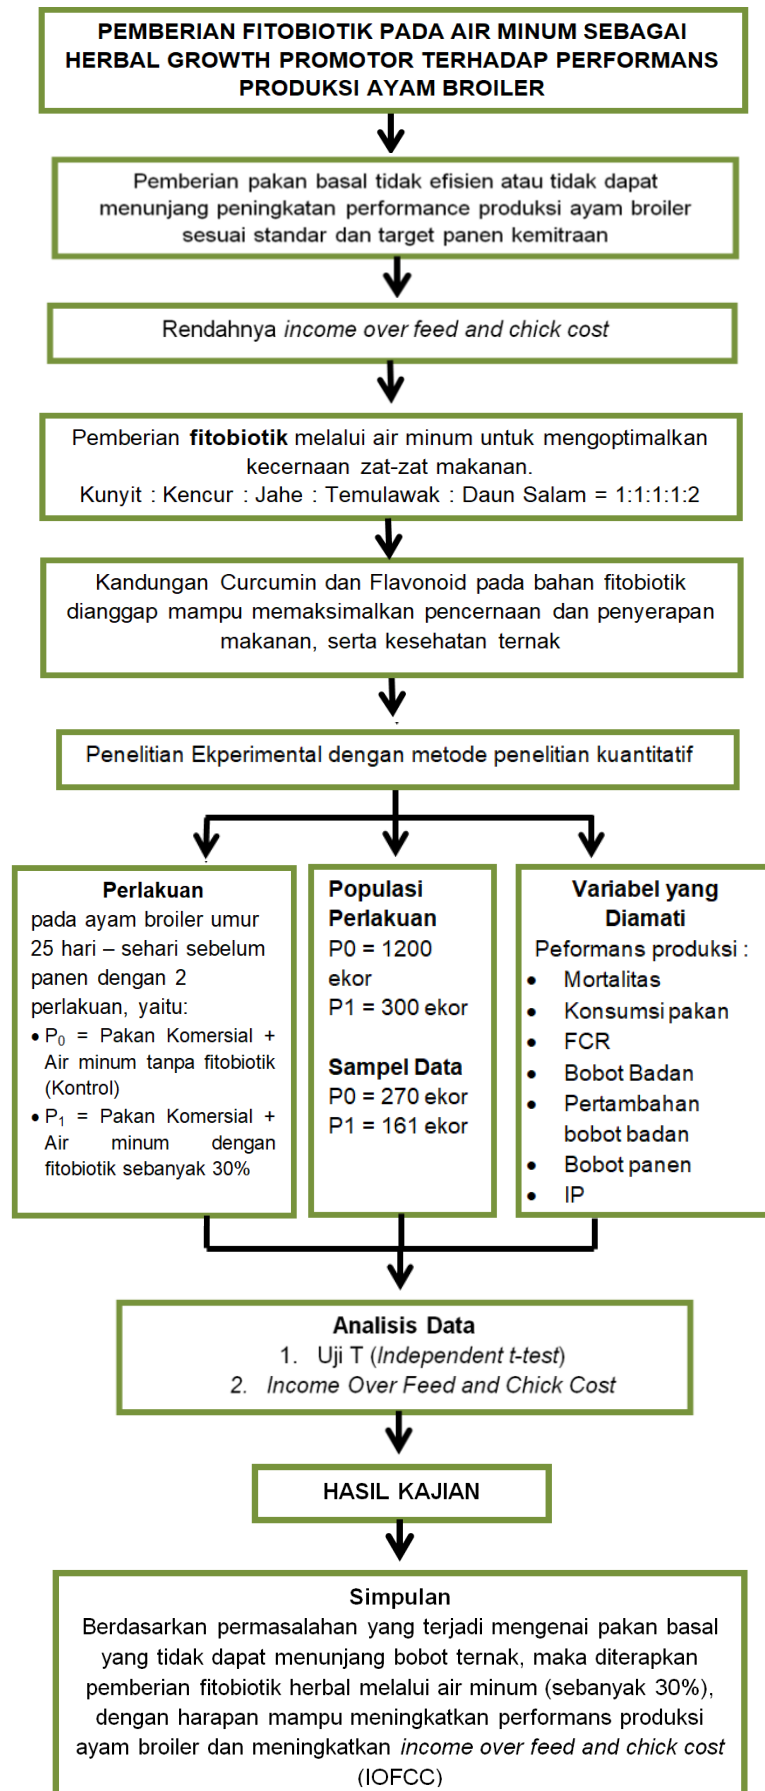 PEMBERIAN FITOBIOTIK PADA AIR MINUM SEBAGAI
HERBAL GROWTH PROMOTOR TERHADAP PERFORMANS
PRODUKSI AYAM BROILER
Pemberian pakan basal tidak efisien atau tidak dapat
menunjang peningkatan performance produksi ayam broiler
sesuai standar dan target panen kemitraan
Rendahnya income over feed and chick cost
Pemberian fitobiotik melalui air minum untuk mengoptimalkan
kecernaan zat-zat makanan.
Kunyit : Kencur : Jahe : Temulawak : Daun Salam = 1:1:1:1:2
Kandungan Curcumin dan Flavonoid pada bahan fitobiotik
dianggap mampu memaksimalkan pencernaan dan penyerapan
makanan, serta kesehatan ternak
Penelitian Ekperimental dengan metode penelitian kuantitatif
Perlakuan
pada ayam broiler umur
25 hari – sehari sebelum
panen dengan 2
perlakuan, yaitu:
• P₀ = Pakan Komersial +
Air minum tanpa fitobiotik
(Kontrol)
• P₁ = Pakan Komersial +
Air minum dengan
fitobiotik sebanyak 30%
Populasi
Perlakuan
P0 = 1200
ekor
P1 = 300 ekor
Sampel Data
P0 = 270 ekor
P1 = 161 ekor
Variabel yang
Diamati
Peformans produksi :
• Mortalitas
• Konsumsi pakan
• FCR
• Bobot Badan
• Pertambahan
bobot badan
• Bobot panen
• IP
Analisis Data
1. Uji T (Independent t-test)
2. Income Over Feed and Chick Cost
HASIL KAJIAN
Simpulan
Berdasarkan permasalahan yang terjadi mengenai pakan basal
yang tidak dapat menunjang bobot ternak, maka diterapkan
pemberian fitobiotik herbal melalui air minum (sebanyak 30%),
dengan harapan mampu meningkatkan performans produksi
ayam broiler dan meningkatkan income over feed and chick cost
(IOFCC)